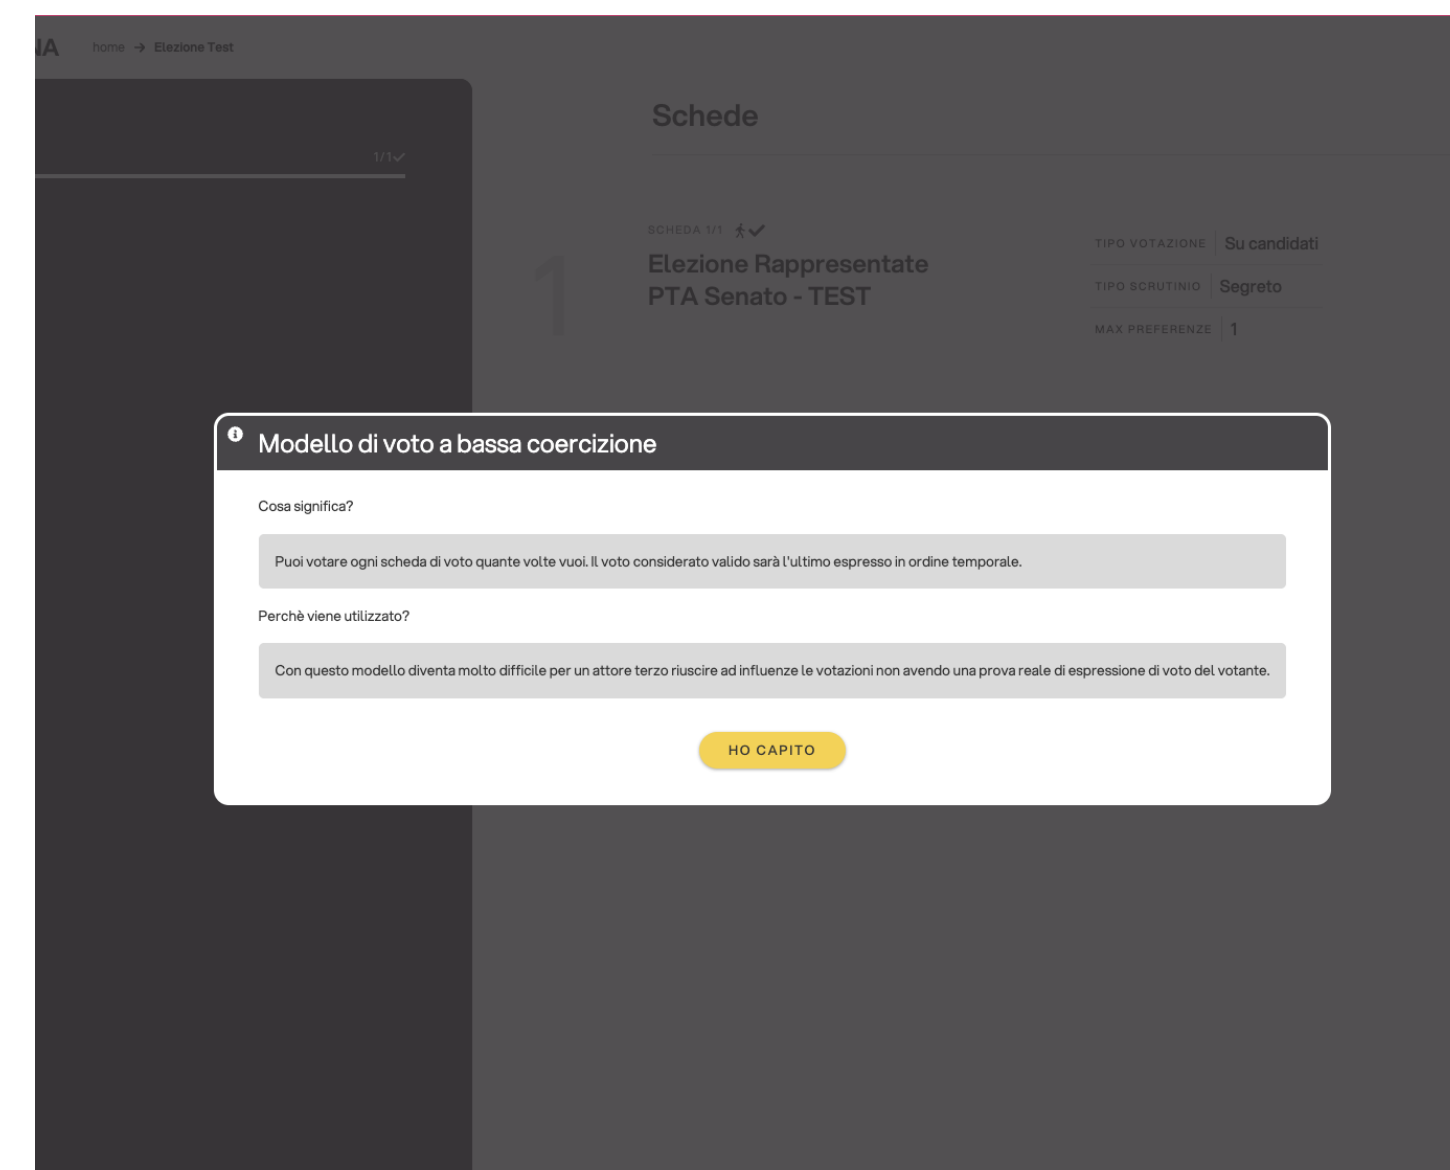 NA home → Elezione Test
Schede
1/1
1
SCHEDA 1/1
Elezione Rappresentate
PTA Senato - TEST
TIPO VOTAZIONE Su candidati
TIPO SCRUTINIO Segreto
MAX PREFERENZE 1
Modello di voto a bassa coercizione
Cosa significa?
Puoi votare ogni scheda di voto quante volte vuoi. Il voto considerato valido sarà l'ultimo espresso in ordine temporale.
Perchè viene utilizzato?
Con questo modello diventa molto difficile per un attore terzo riuscire ad influenze le votazioni non avendo una prova reale di espressione di voto del votante.
HO CAPITO